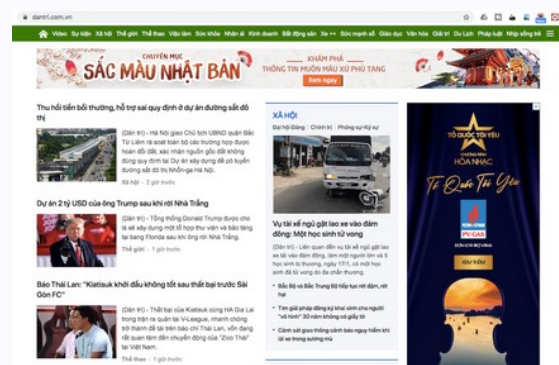 dantri.com.vn
Video Sự kiện Xã hội Thế giới Thể thao Việc làm Sức khỏe Nhân ái Kinh doanh Bất động sản Xe ++ Sức mạnh số Giáo dục Văn hóa Giải trí Du Lịch Pháp luật Nhịp sống trẻ
CHUYÊN MỤC
SẮC MÀU NHẬT BẢN
KHÁM PHÁ
THÔNG TIN MUÔN MÀU XỨ PHÙ TANG
Xem ngay
Thu hồi tiền bồi thường, hỗ trợ sai quy định ở dự án đường sắt đô
thị
(Dân trí) - Hà Nội giao Chủ tịch UBND quận Bắc
Từ Liêm rà soát toàn bộ các trường hợp được
hoán đổi đất, xác nhận nguồn gốc đất không
đúng quy định tại Dự án xây dựng đề pô tuyến
đường sắt đô thị Nhổn-ga Hà Nội.
Xã hội - 2 giờ trước
Dự án 2 tỷ USD của ông Trump sau khi rời Nhà Trắng
(Dân trí) - Tổng thống Donald Trump được cho
là sẽ xây dựng một tổ hợp thư viện và bảo tàng
tại bang Florida sau khi ông rời Nhà Trắng.
Thế giới - 1 giờ trước
Báo Thái Lan: "Kiatisuk khởi đầu không tốt sau thất bại trước Sài
Gòn FC"
(Dân trí) - Thất bại của Kiatisuk cùng HA Gia Lai
trong trận ra quân tại V-League, nhanh chóng
trở thành đề tài trên báo chí Thái Lan, vốn đang
rất quan tâm đến chuyển động của "Zico Thái"
tại Việt Nam.
Thể thao - 1 giờ trước
XÃ HỘI
Đại hội Đảng Chính trị Phóng sự-Ký sự
Vụ tài xế ngủ gật lao xe vào đám
đông: Một học sinh tử vong
(Dân trí) - Liên quan đến vụ tài xế ngủ gật lao
xe tải vào đám đông, làm một người lớn và 5
học sinh bị thương, ngày 17/1, có một học
sinh đã tử vong do đa chấn thương.
Bắc Bộ và Bắc Trung Bộ tiếp tục rét đậm, rét
hại
Tìm giải pháp đăng ký khai sinh cho người
"vô hình" 30 năm không có giấy tờ
Cảnh sát giao thông cảnh báo nguy hiểm khi
lái xe trong sương mù
TỔ QUỐC TÔI YÊU
CHƯƠNG TRÌNH
HÒA NHẠC
Tổ Quốc Tôi Yêu
PETROVIETNAM
PV GAS
XEM THÊM